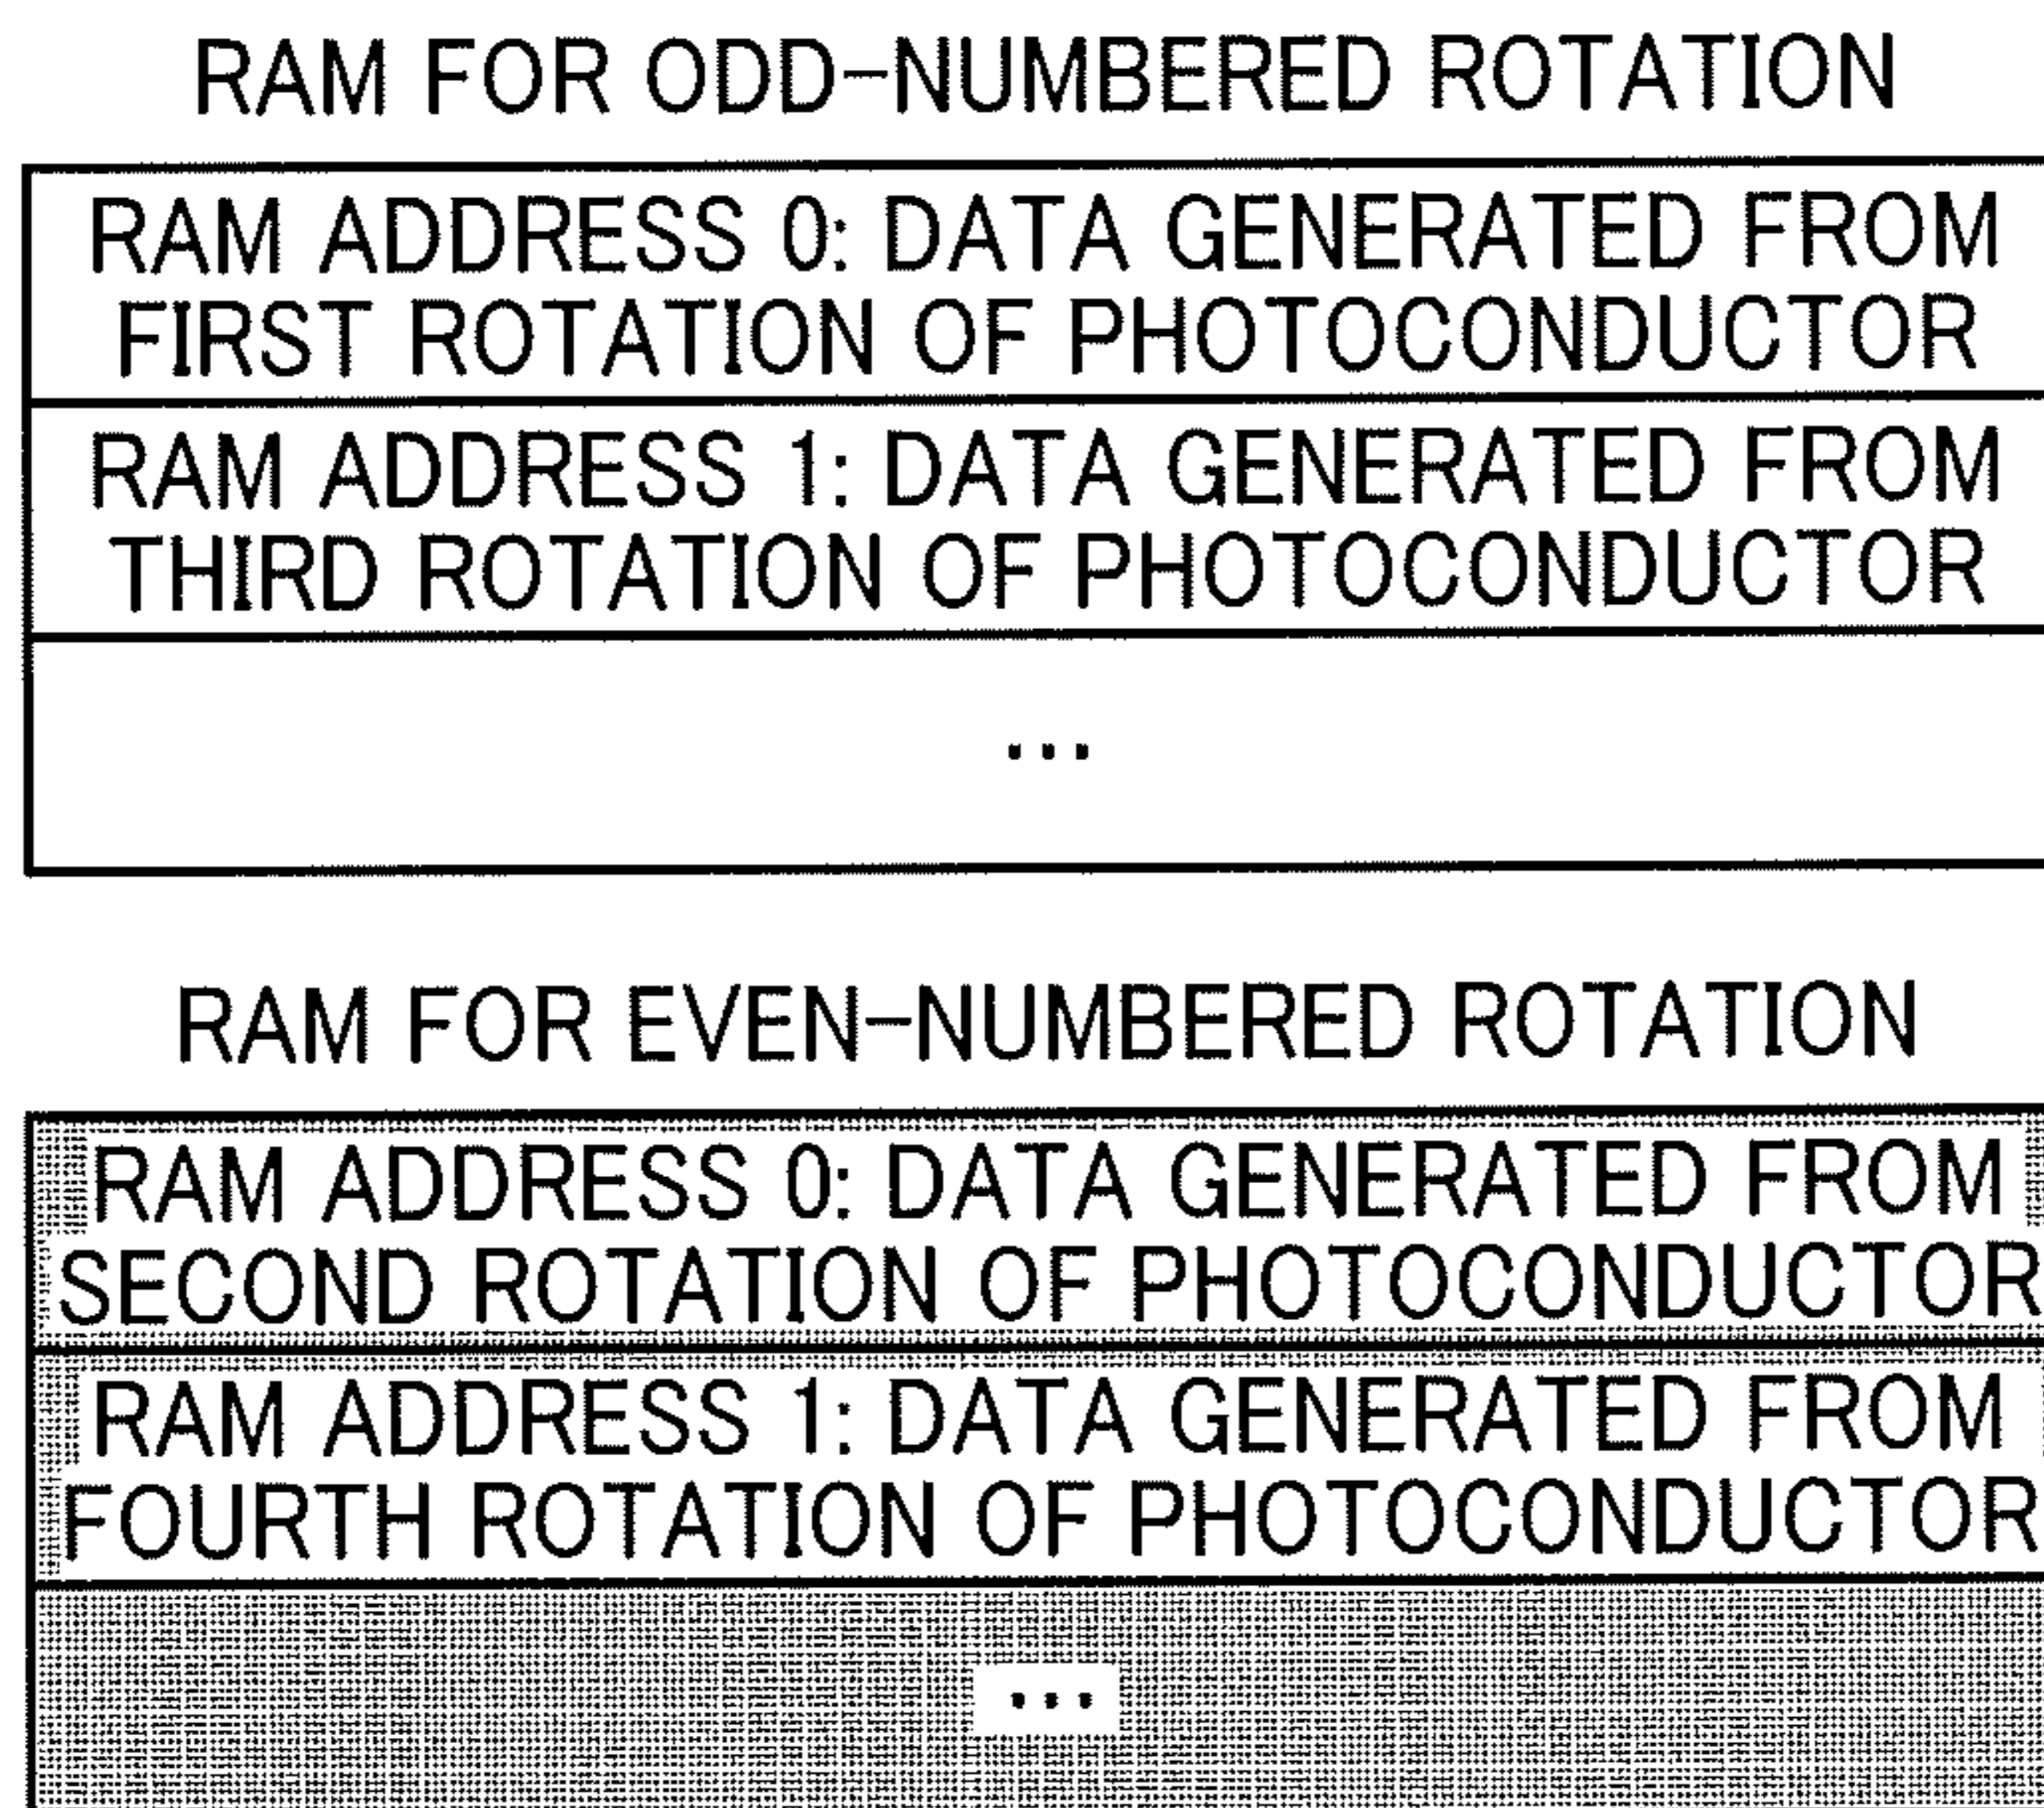 RAM FOR ODD-NUMBERED ROTATION
RAM ADDRESS 0: DATA GENERATED FROM
FIRST ROTATION OF PHOTOCONDUCTOR
RAM ADDRESS 1: DATA GENERATED FROM
THIRD ROTATION OF PHOTOCONDUCTOR
...
RAM FOR EVEN-NUMBERED ROTATION
RAM ADDRESS 0: DATA GENERATED FROM
SECOND ROTATION OF PHOTOCONDUCTOR
RAM ADDRESS 1: DATA GENERATED FROM
FOURTH ROTATION OF PHOTOCONDUCTOR
...